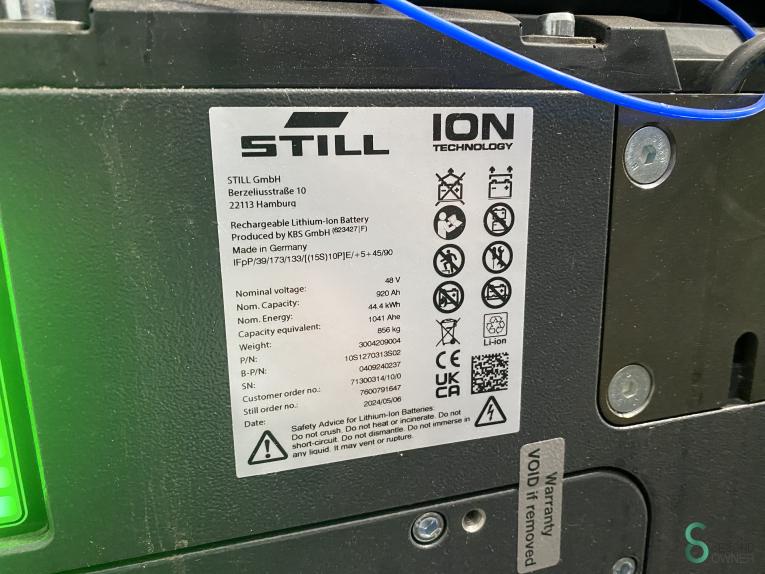 STILL
ION
TECHNOLOGY
STILL GmbH
Berzeliusstraße 10
22113 Hamburg
Rechargeable Lithium-Ion Battery
Produced by KBS GmbH (623427|F)
Made in Germany
IFpP/39/173/133/[(15S)10P]E/+5+45/90
Nominal voltage: 48 V
Nom. Capacity: 920 Ah
Nom. Energy: 44.4 kWh
Capacity equivalent: 1041 Ahe
Weight: 856 kg
P/N: 3004209004
B-P/N: 10S1270313S02
SN: 0409240237
Customer order no.: 71300314/10/0
Still order no.: 7600791647
Date: 2024/05/06
Li-ion
CE
UK
CA
Safety Advice for Lithium-Ion Batteries.
Do not crush. Do not heat or incinerate. Do not
short-circuit. Do not dismantle. Do not immerse in
any liquid. It may vent or rupture.
Warranty
VOID if removed
OWNER